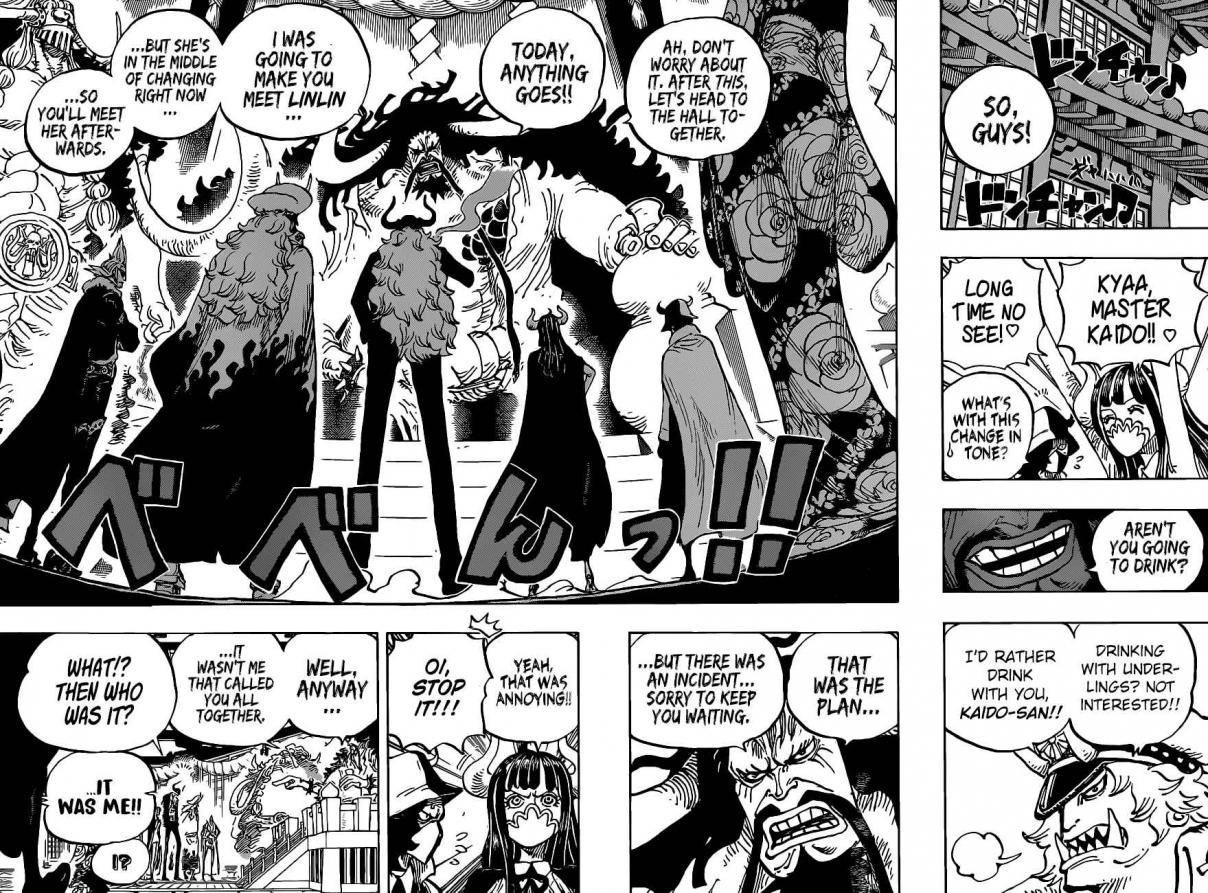 ドンチャン♪
SO,
GUYS!
ドンチャン♫
KYAA,
MASTER
KAIDO!! ♡
LONG
TIME NO
SEE!♡
WHAT'S
WITH THIS
CHANGE IN
TONE?
AREN'T
YOU GOING
TO DRINK?
DRINKING
WITH UNDER-
LINGS? NOT
INTERESTED!!
I'D RATHER
DRINK
WITH YOU,
KAIDO-SAN!!
AH, DON'T
WORRY ABOUT
IT. AFTER THIS,
LET'S HEAD TO
THE HALL TO-
GETHER.
TODAY,
ANYTHING
GOES!!
I WAS
GOING TO
MAKE YOU
MEET LINLIN
...
...BUT SHE'S
IN THE MIDDLE
OF CHANGING
RIGHT NOW
...
...SO
YOU'LL MEET
HER AFTER-
WARDS.
べべんっ!!
THAT
WAS THE
PLAN...
...BUT THERE WAS
AN INCIDENT...
SORRY TO KEEP
YOU WAITING.
YEAH,
THAT WAS
ANNOYING!!
OI,
STOP
IT!!!
WELL,
ANYWAY
...
...IT
WASN'T ME
THAT CALLED
YOU ALL
TOGETHER.
WHAT!?
THEN WHO
WAS IT?
...IT
WAS ME!!
!?